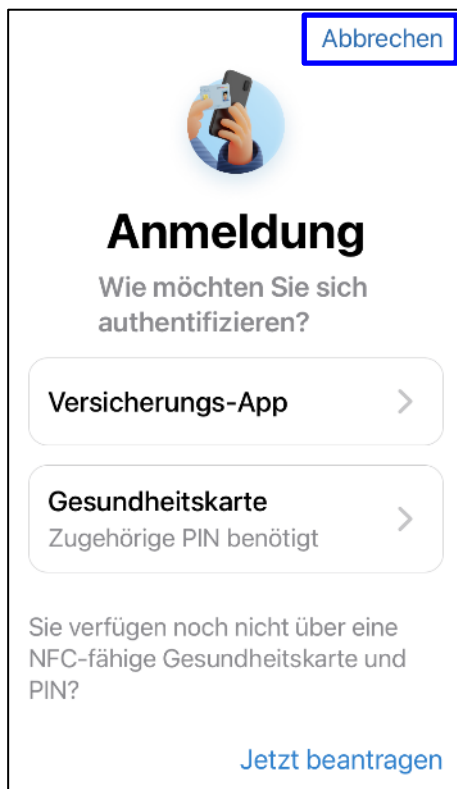 Abbrechen
Anmeldung
Wie möchten Sie sich
authentifizieren?
Versicherungs-App
Gesundheitskarte
Zugehörige PIN benötigt
Sie verfügen noch nicht über eine
NFC-fähige Gesundheitskarte und
PIN?
Jetzt beantragen